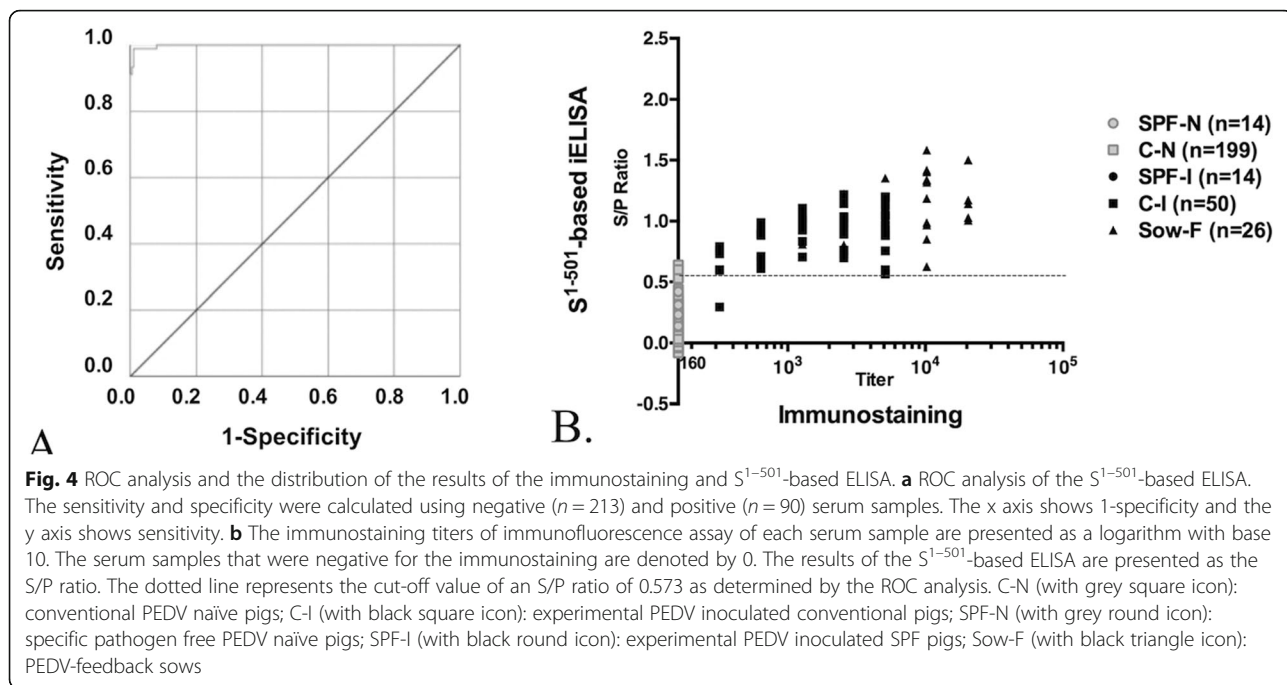 1.0
0.8
0.6
0.4
0.2
0.0
Sensitivity
0.0 0.2 0.4 0.6 0.8 1.0
1-Specificity
A
S1-501-based iELISA
S/P Ratio
2.5
2.0
1.5
1.0
0.5
0.0
-0.5
160 10³ 10⁴ 10⁵
Titer
Immunostaining
B.
SPF-N (n=14)
C-N (n=199)
SPF-I (n=14)
C-I (n=50)
Sow-F (n=26)
Fig. 4 ROC analysis and the distribution of the results of the immunostaining and S1–501-based ELISA. a ROC analysis of the S1–501-based ELISA.
The sensitivity and specificity were calculated using negative (n = 213) and positive (n = 90) serum samples. The x axis shows 1-specificity and the
y axis shows sensitivity. b The immunostaining titers of immunofluorescence assay of each serum sample are presented as a logarithm with base
10. The serum samples that were negative for the immunostaining are denoted by 0. The results of the S1–501-based ELISA are presented as the
S/P ratio. The dotted line represents the cut-off value of an S/P ratio of 0.573 as determined by the ROC analysis. C-N (with grey square icon):
conventional PEDV naïve pigs; C-I (with black square icon): experimental PEDV inoculated conventional pigs; SPF-N (with grey round icon):
specific pathogen free PEDV naïve pigs; SPF-I (with black round icon): experimental PEDV inoculated SPF pigs; Sow-F (with black triangle icon):
PEDV-feedback sows